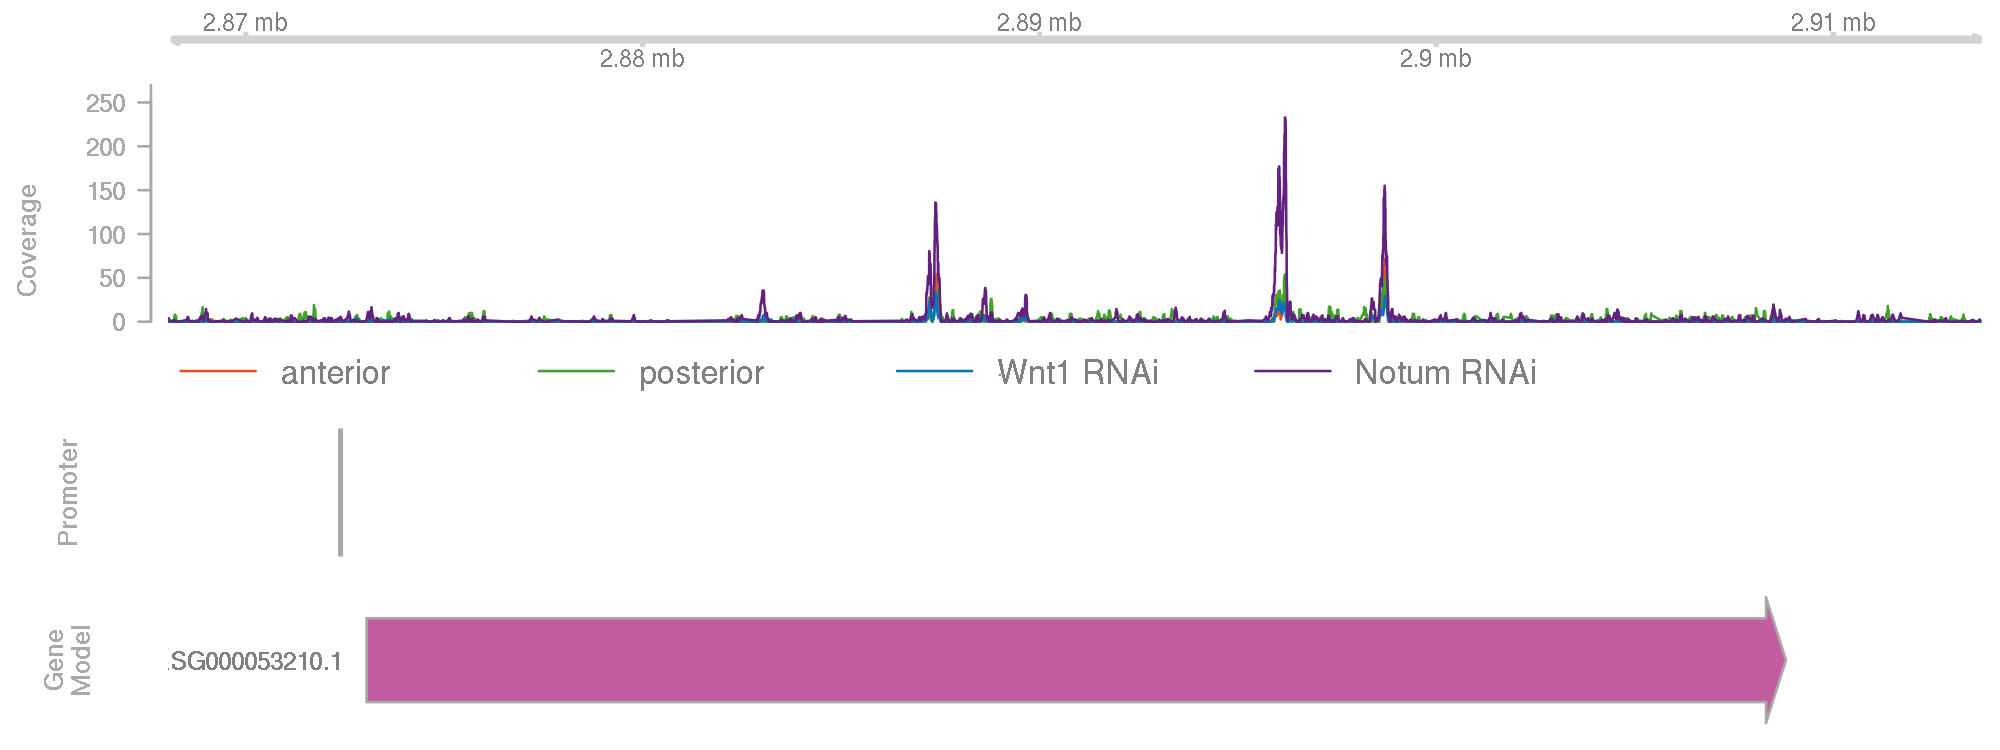 2.87 mb 2.89 mb 2.91 mb
2.88 mb 2.9 mb
250
200
150
100
50
0
Coverage
anterior posterior Wnt1 RNAi Notum RNAi
Promoter
Gene
Model
.SG000053210.1